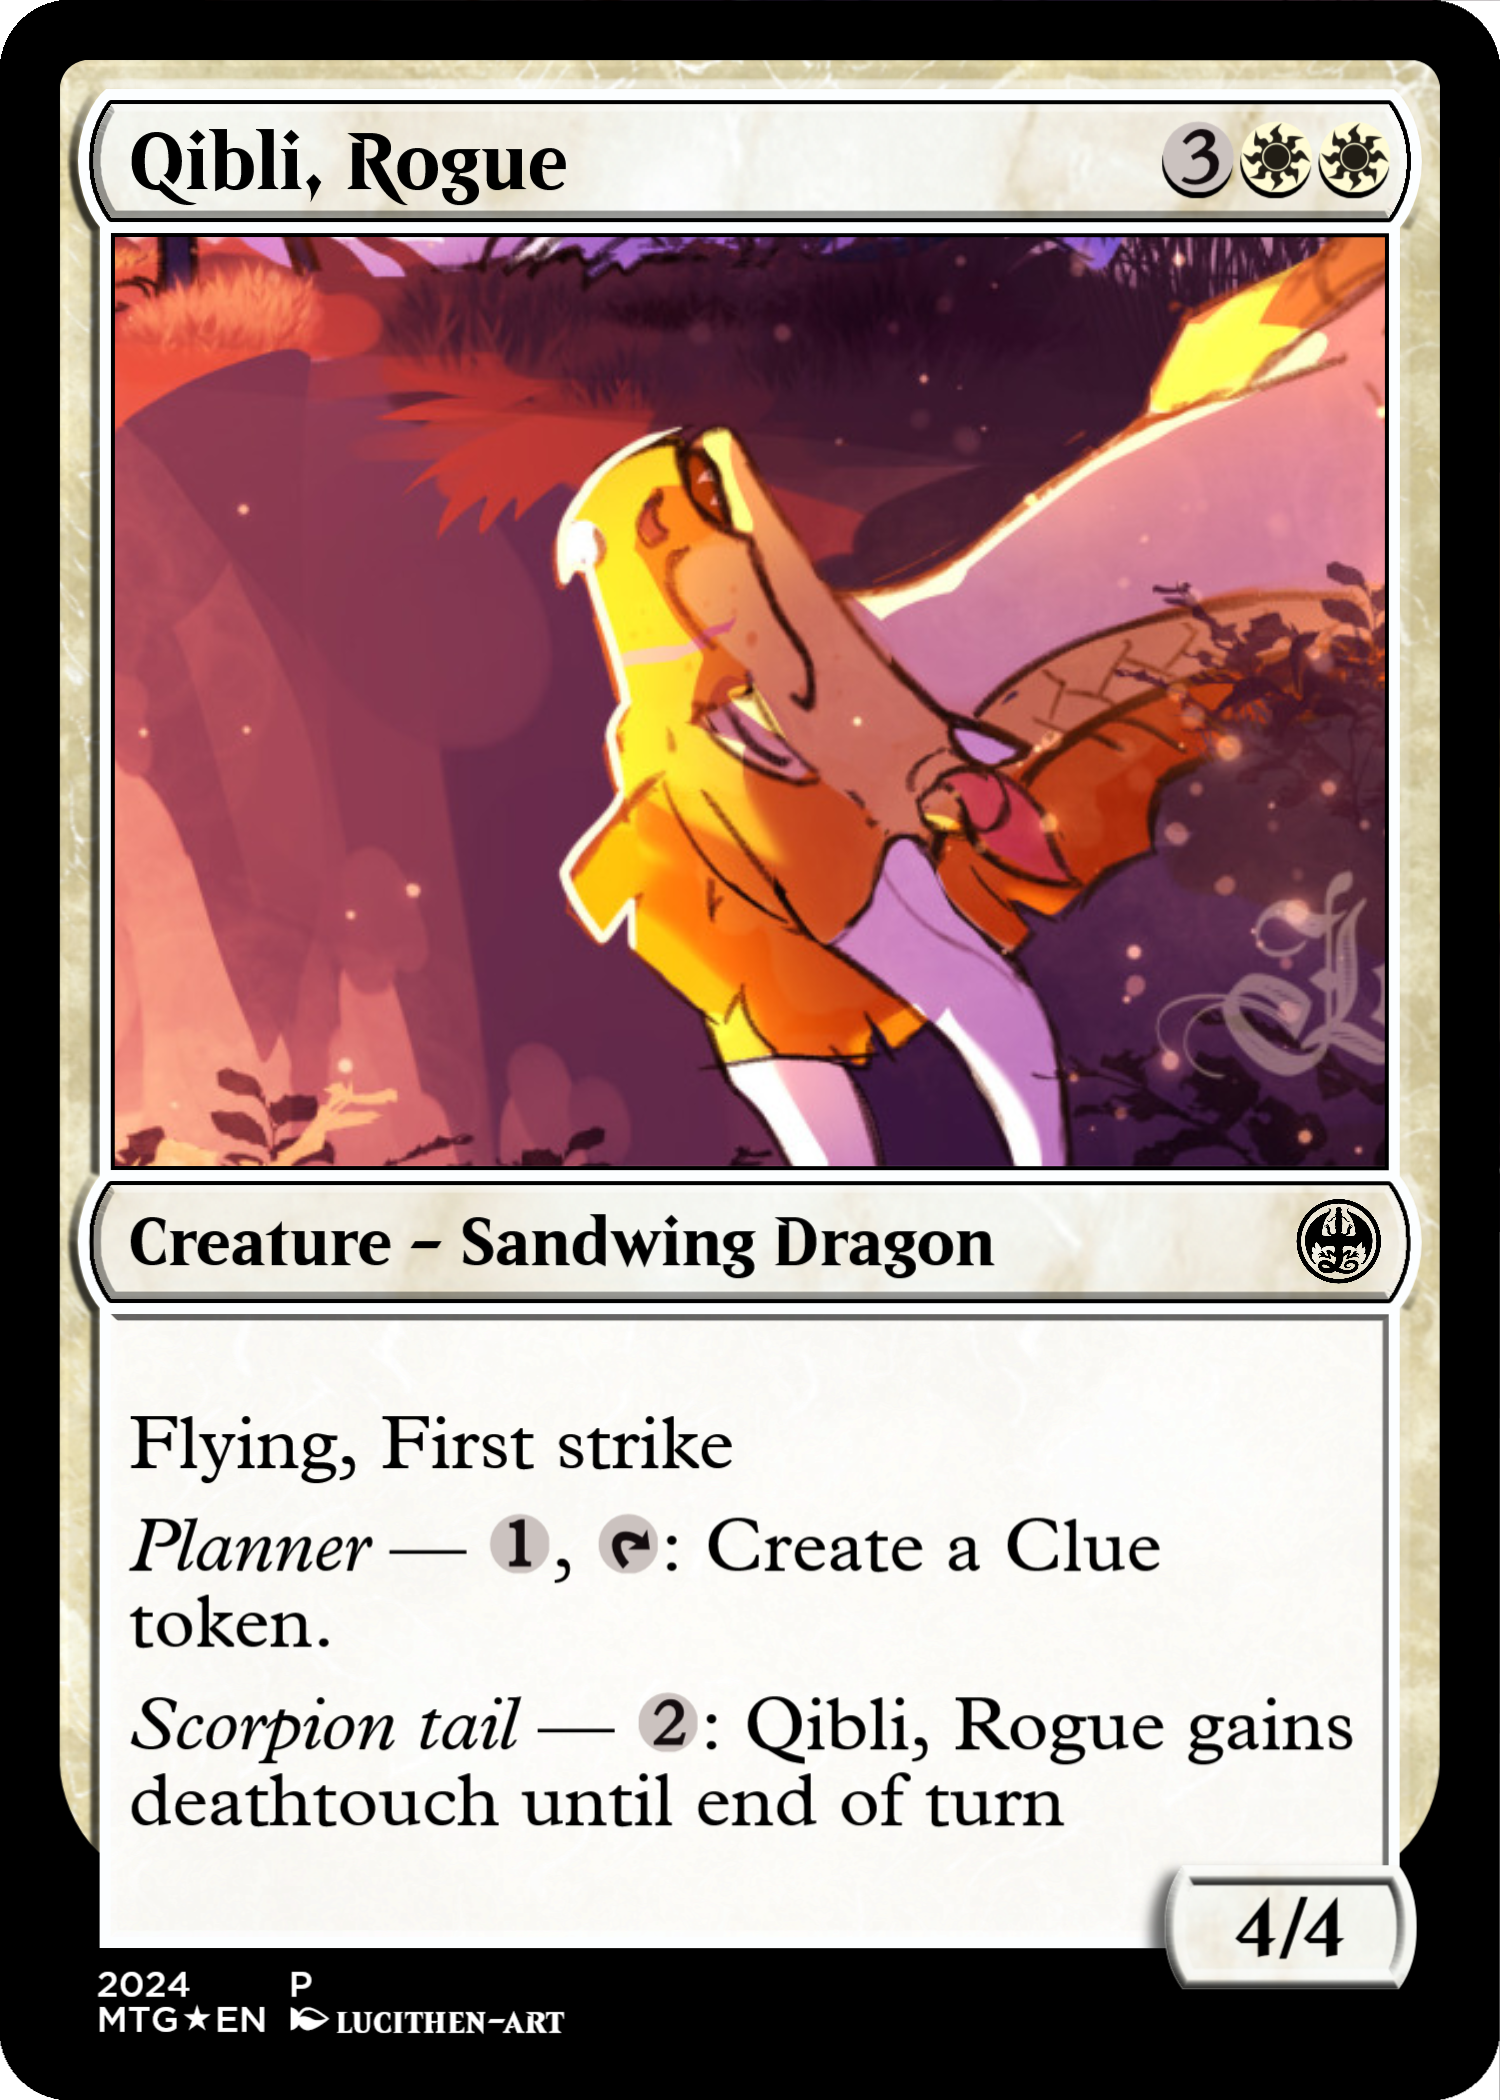 Qibli, Rogue 3
Creature – Sandwing Dragon
Flying, First strike
Planner — 1, : Create a Clue
token.
Scorpion tail — 2: Qibli, Rogue gains
deathtouch until end of turn
4/4
2024 P
MTG★EN LUCITHEN-ART